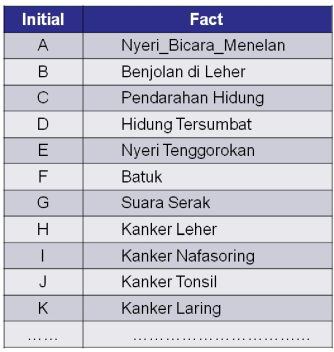 Initial Fact
A Nyeri_Bicara_Menelan
B Benjolan di Leher
C Pendarahan Hidung
D Hidung Tersumbat
E Nyeri Tenggorokan
F Batuk
G Suara Serak
H Kanker Leher
I Kanker Nafasoring
J Kanker Tonsil
K Kanker Laring
...... .................................